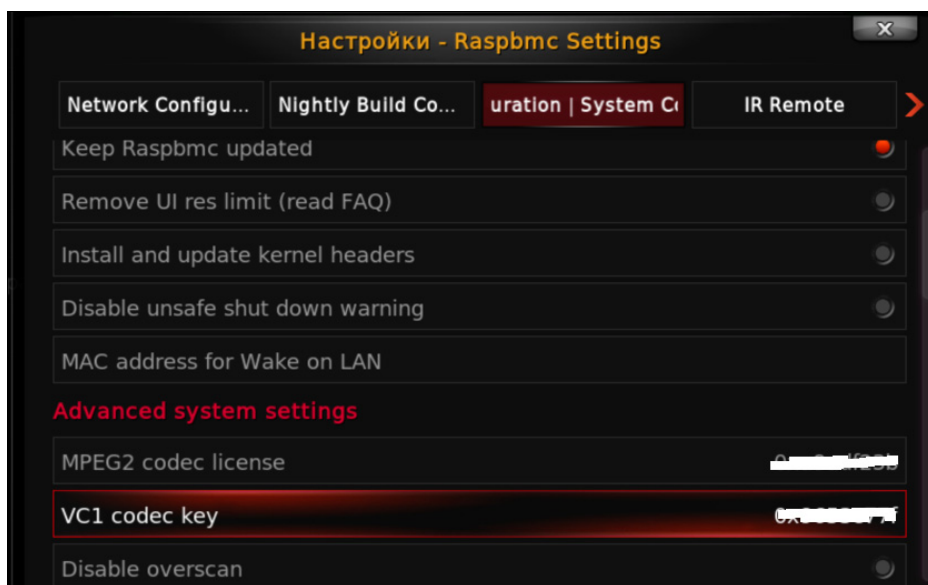 Настройки - Raspbmc Settings
Network Configu... Nightly Build Co... uration | System Co IR Remote
Keep Raspbmc updated
Remove UI res limit (read FAQ)
Install and update kernel headers
Disable unsafe shut down warning
MAC address for Wake on LAN
Advanced system settings
MPEG2 codec license
VC1 codec key
Disable overscan